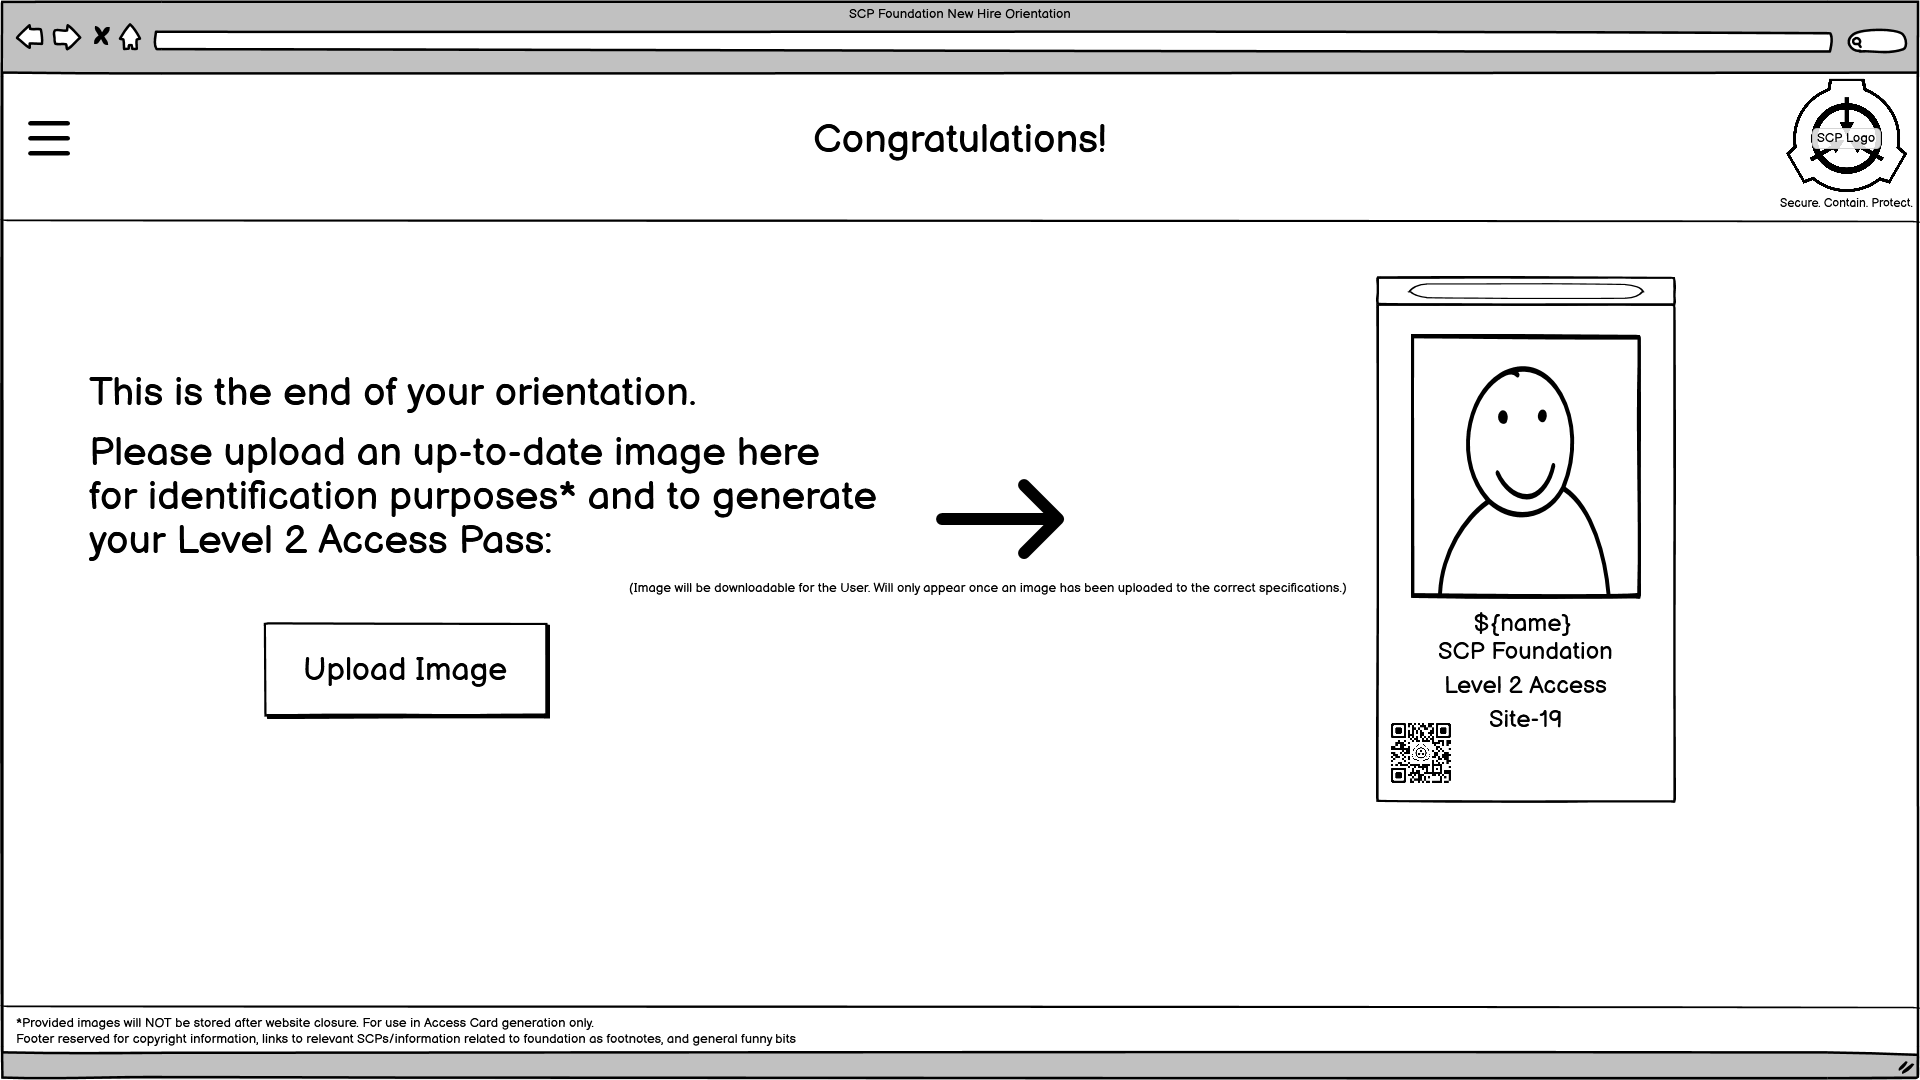 SCP Foundation New Hire Orientation
Congratulations!
SCP Logo
Secure. Contain. Protect.
This is the end of your orientation.
Please upload an up-to-date image here
for identification purposes* and to generate
your Level 2 Access Pass:
(Image will be downloadable for the User. Will only appear once an image has been uploaded to the correct specifications.)
Upload Image
${name}
SCP Foundation
Level 2 Access
Site-19
*Provided images will NOT be stored after website closure. For use in Access Card generation only.
Footer reserved for copyright information, links to relevant SCPs/information related to foundation as footnotes, and general funny bits